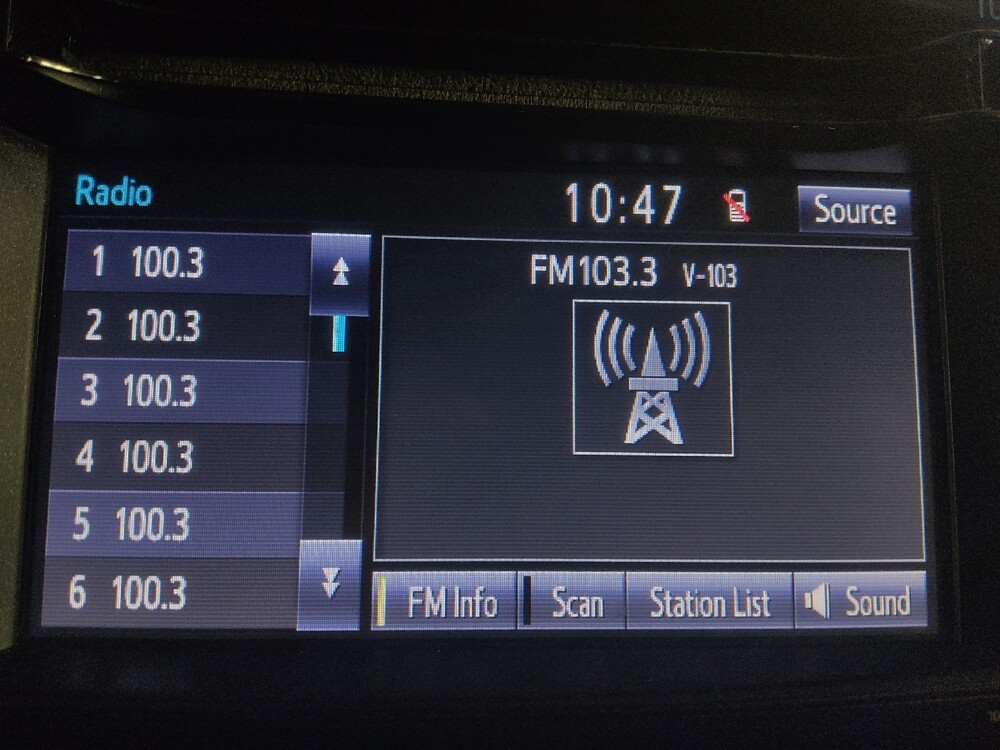 Radio
10:47
Source
1 100.3
2 100.3
3 100.3
4 100.3
5 100.3
6 100.3
FM103.3 V-103
FM Info
Scan
Station List
Sound